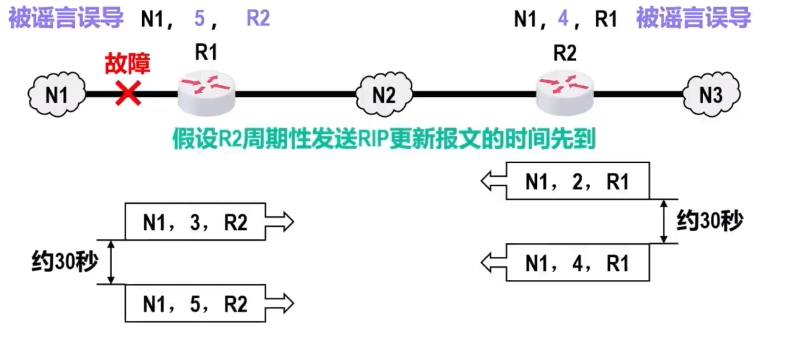 被谣言误导 N1, 5, R2
N1, 4, R1 被谣言误导
故障
R1
R2
N1
N2
N3
假设R2周期性发送RIP更新报文的时间先到
N1, 2, R1
N1, 3, R2
约30秒
约30秒
N1, 4, R1
N1, 5, R2